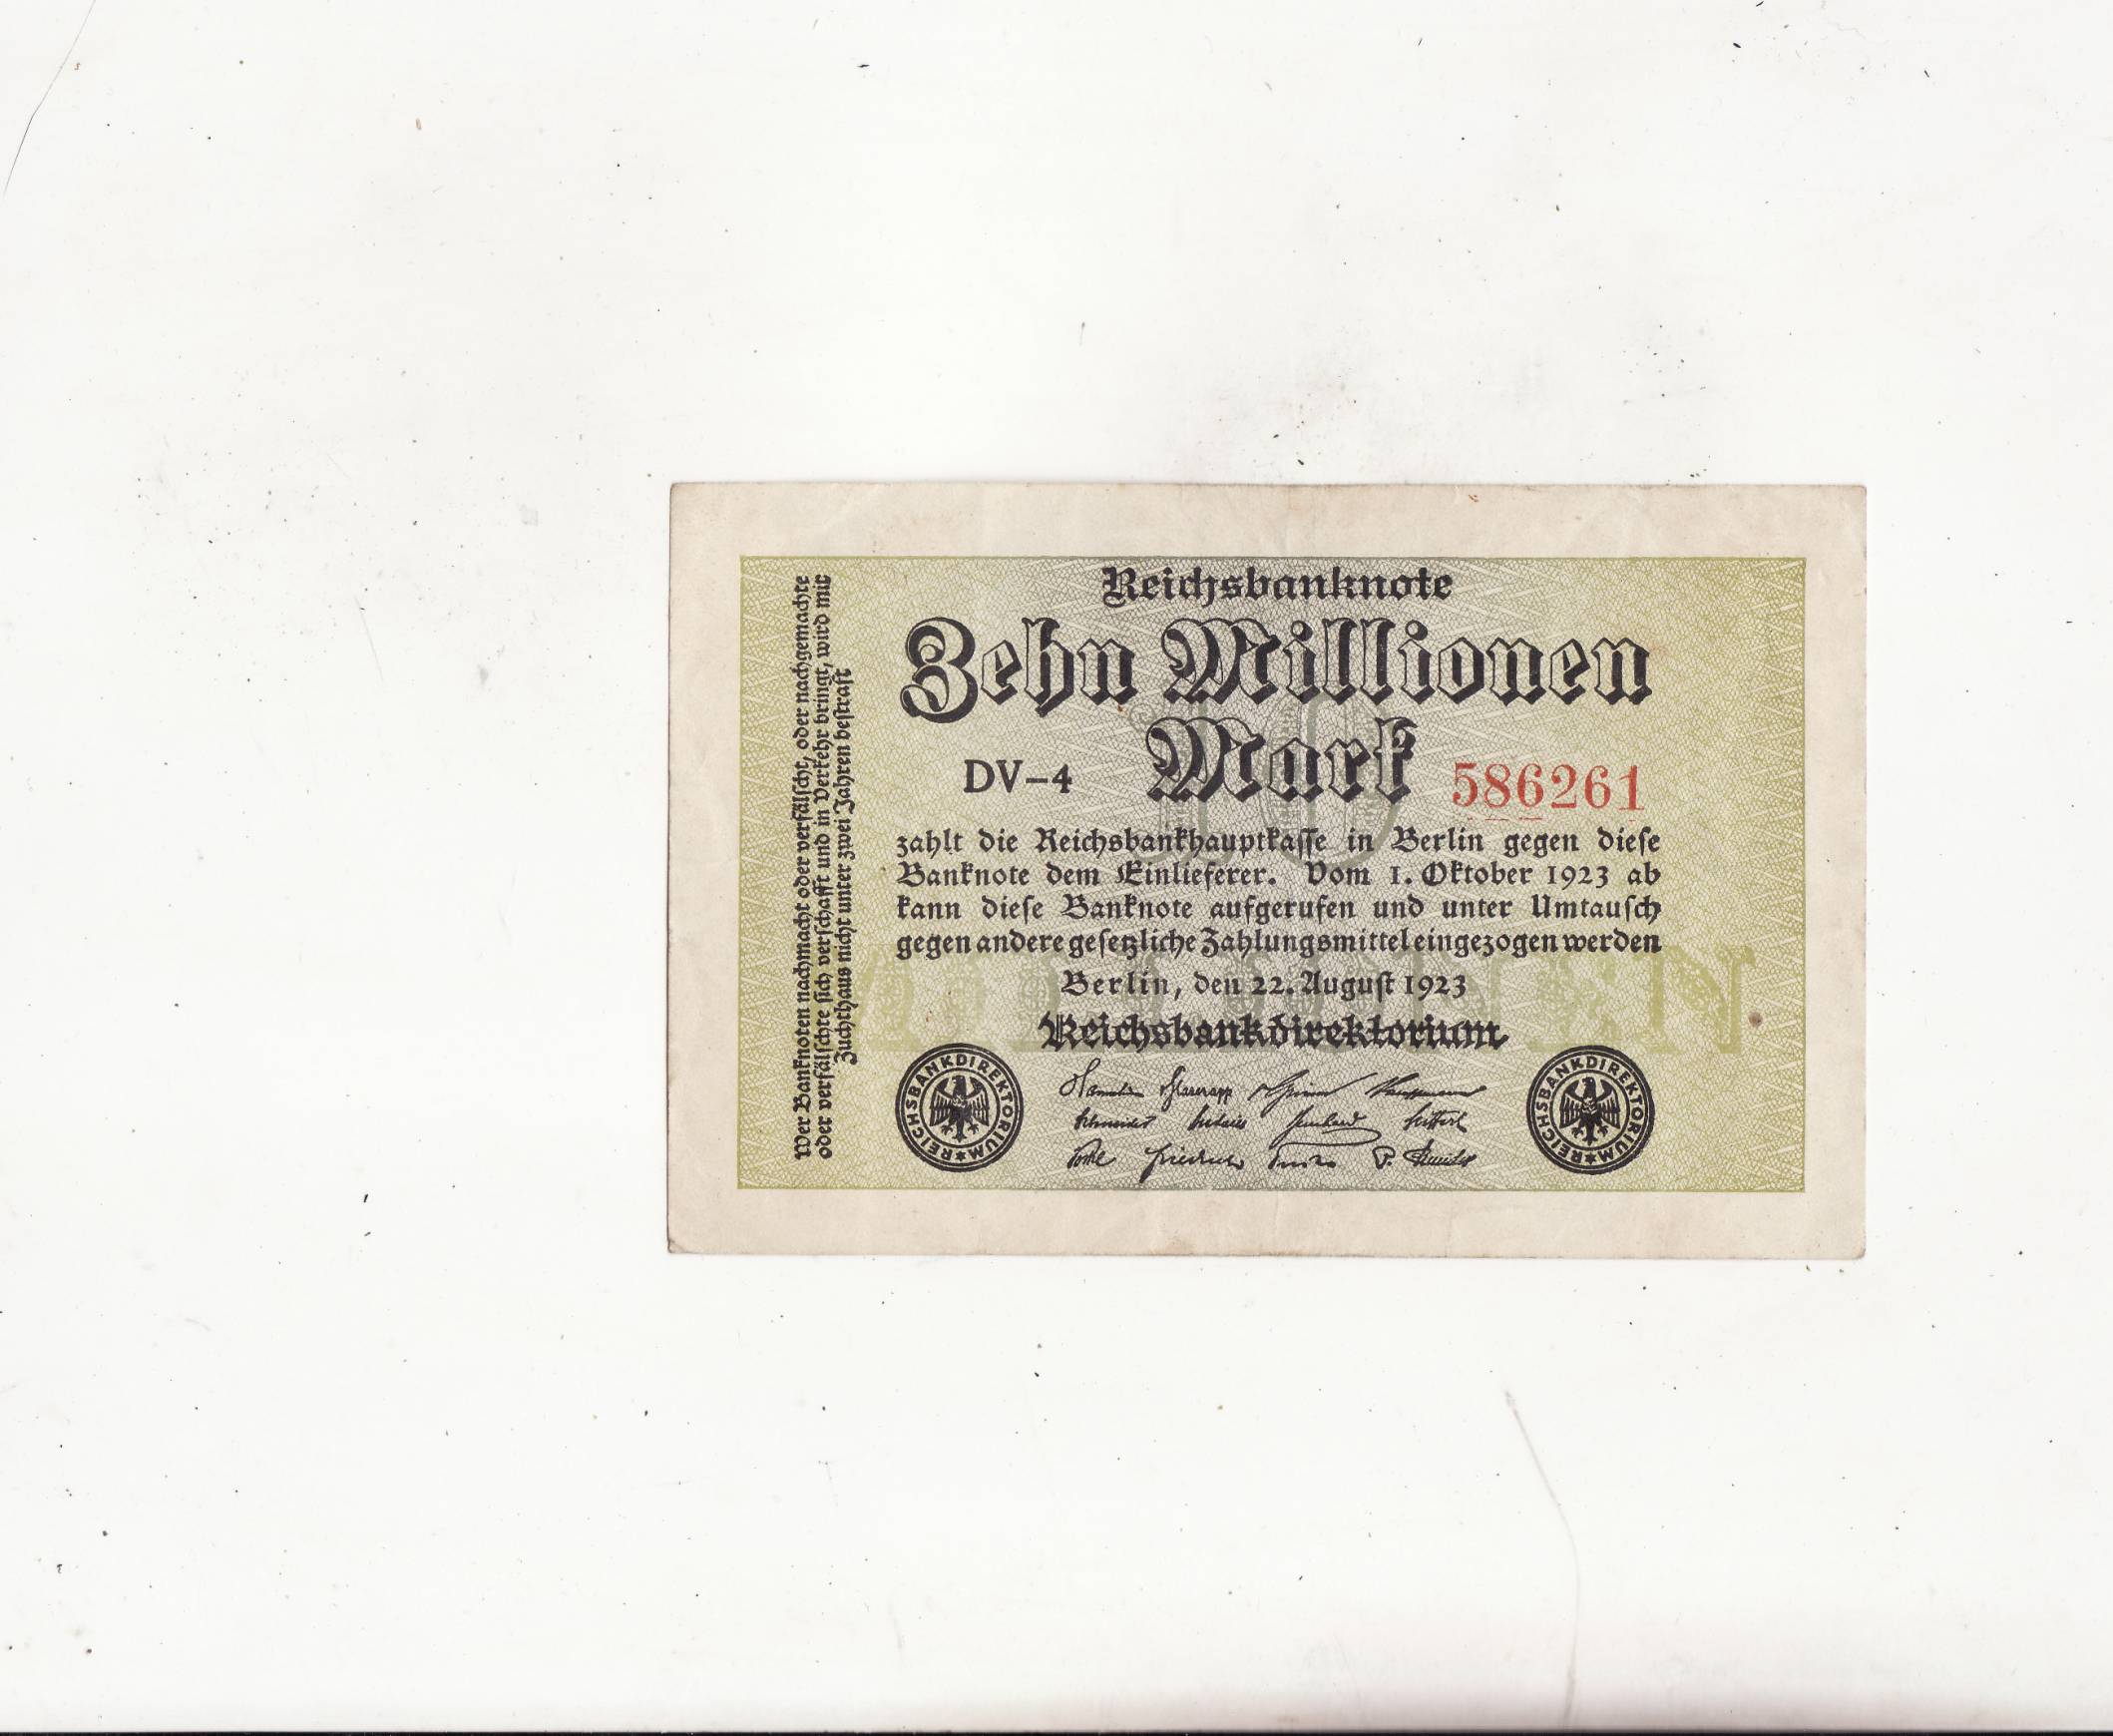 Reichsbanknote
Zehn Millionen
Mark
DV-4
586261
zahlt die Reichsbankhauptkasse in Berlin gegen diese
Banknote dem Einlieferer. Vom 1. Oktober 1923 ab
kann diese Banknote aufgerufen und unter Umtausch
gegen andere gesetzliche Zahlungsmittel eingezogen werden
Berlin, den 22. August 1923
Reichsbankdirektorium
REICHSBANKDIREKTORIUM
REICHSBANKDIREKTORIUM
Wer Banknoten nachmacht oder verfälscht, oder nachgemachte
oder verfälschte sich verschafft und in Verkehr bringt, wird mit
Zuchthaus nicht unter zwei Jahren bestraft
10